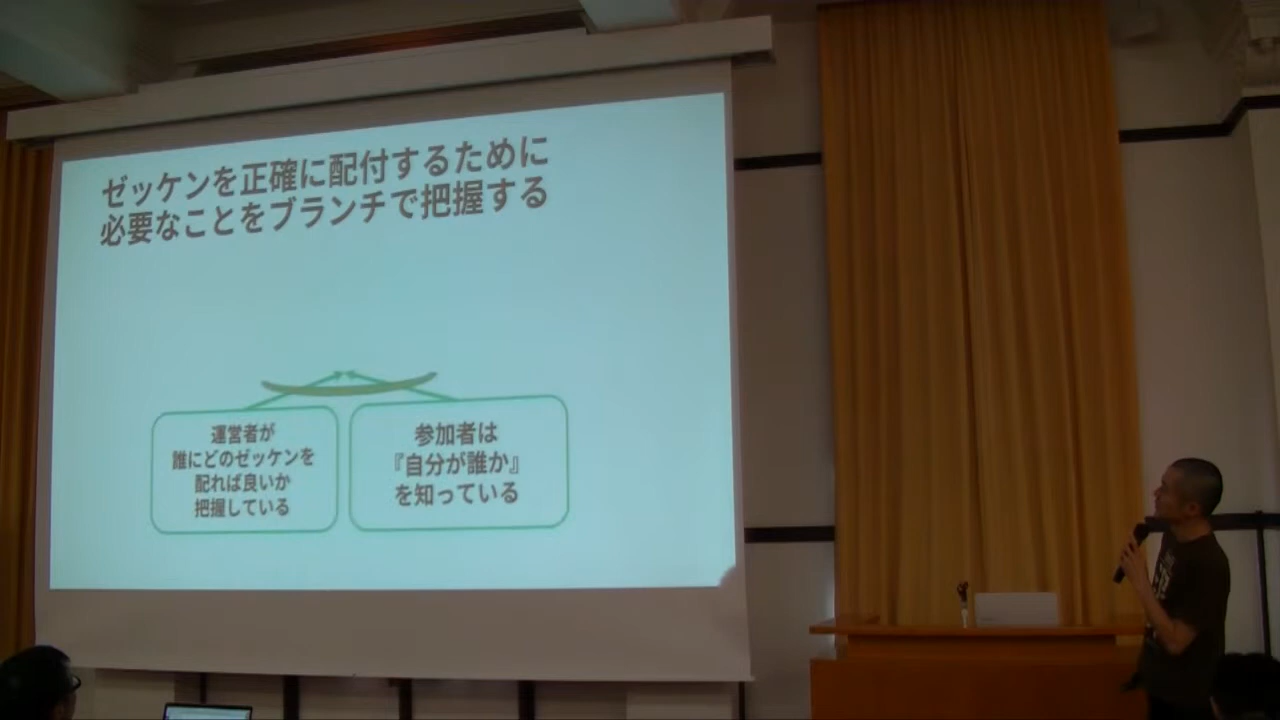 ゼッケンを正確に配付するために
必要なことをブランチで把握する
運営者が
誰にどのゼッケンを
配れば良いか
把握している
参加者は
『自分が誰か』
を知っている